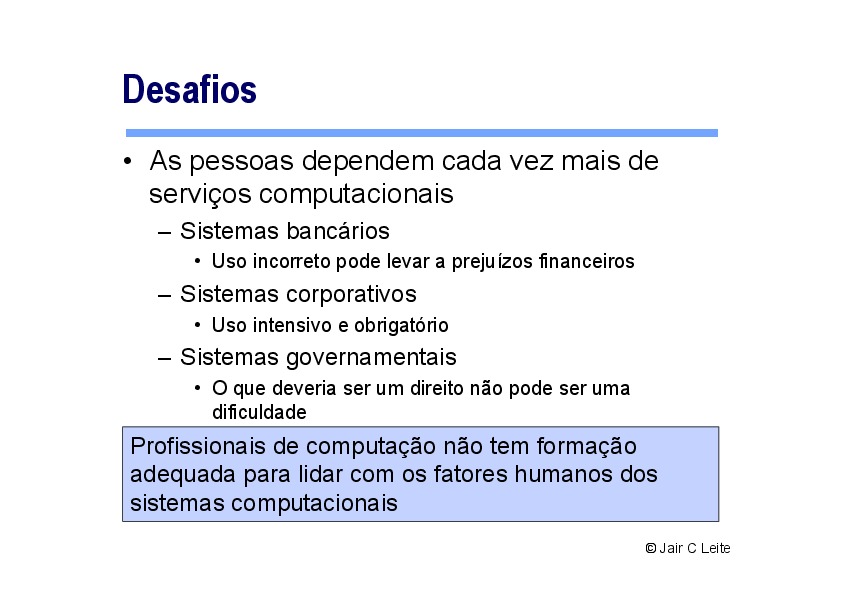 Desafios
• As pessoas dependem cada vez mais de
serviços computacionais
– Sistemas bancários
• Uso incorreto pode levar a prejuízos financeiros
– Sistemas corporativos
• Uso intensivo e obrigatório
– Sistemas governamentais
• O que deveria ser um direito não pode ser uma
dificuldade
Profissionais de computação não tem formação
adequada para lidar com os fatores humanos dos
sistemas computacionais
© Jair C Leite